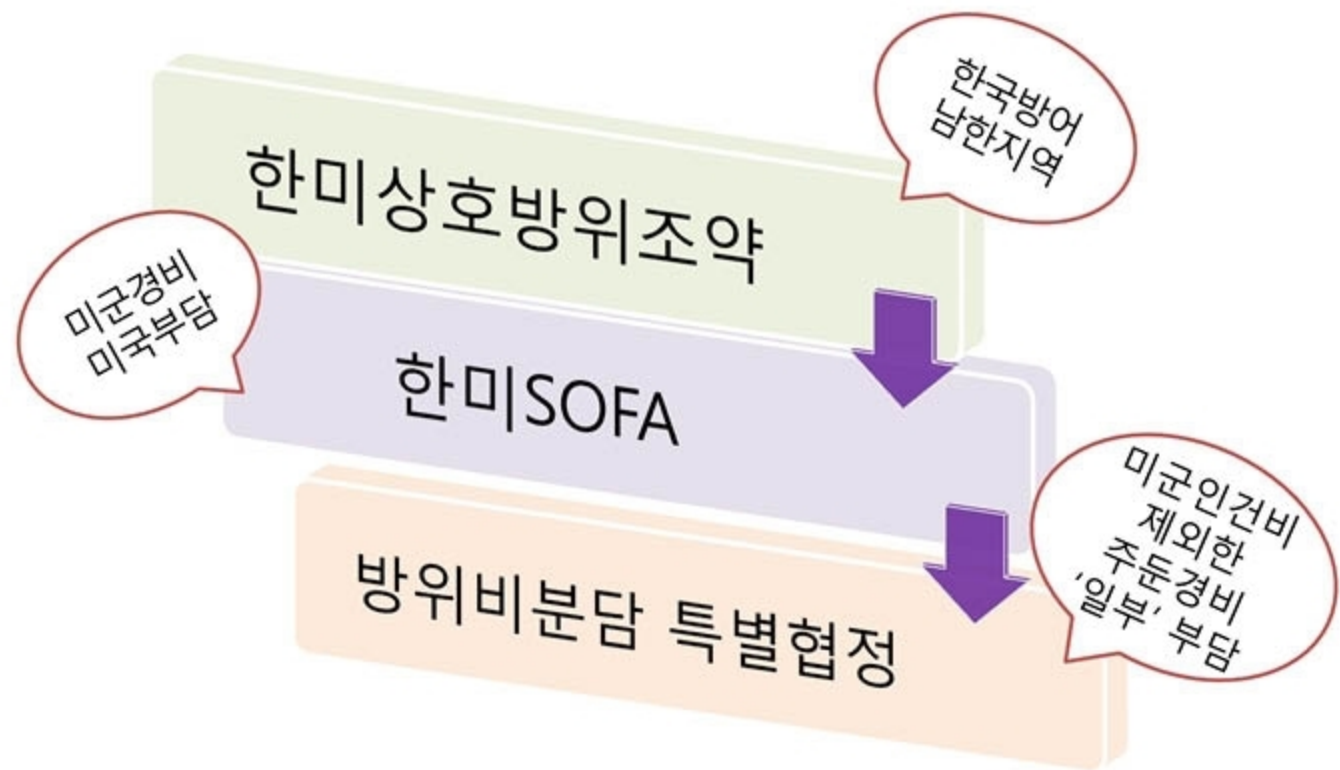 한국방어
남한지역
한미상호방위조약
미군경비
미국부담
한미SOFA
미군인건비
제외한
주둔경비
'일부' 부담
방위비분담 특별협정